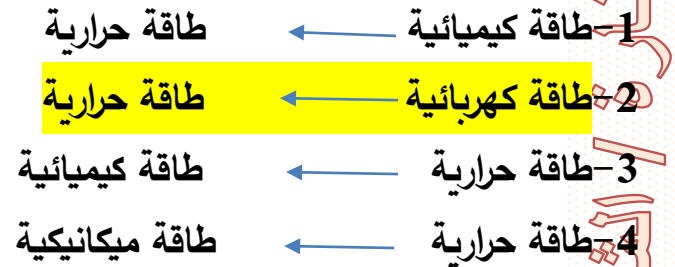 1-طاقة كيميائية ← طاقة حرارية
2-طاقة كهربائية ← طاقة حرارية
3-طاقة حرارية ← طاقة كيميائية
4-طاقة حرارية ← طاقة ميكانيكية